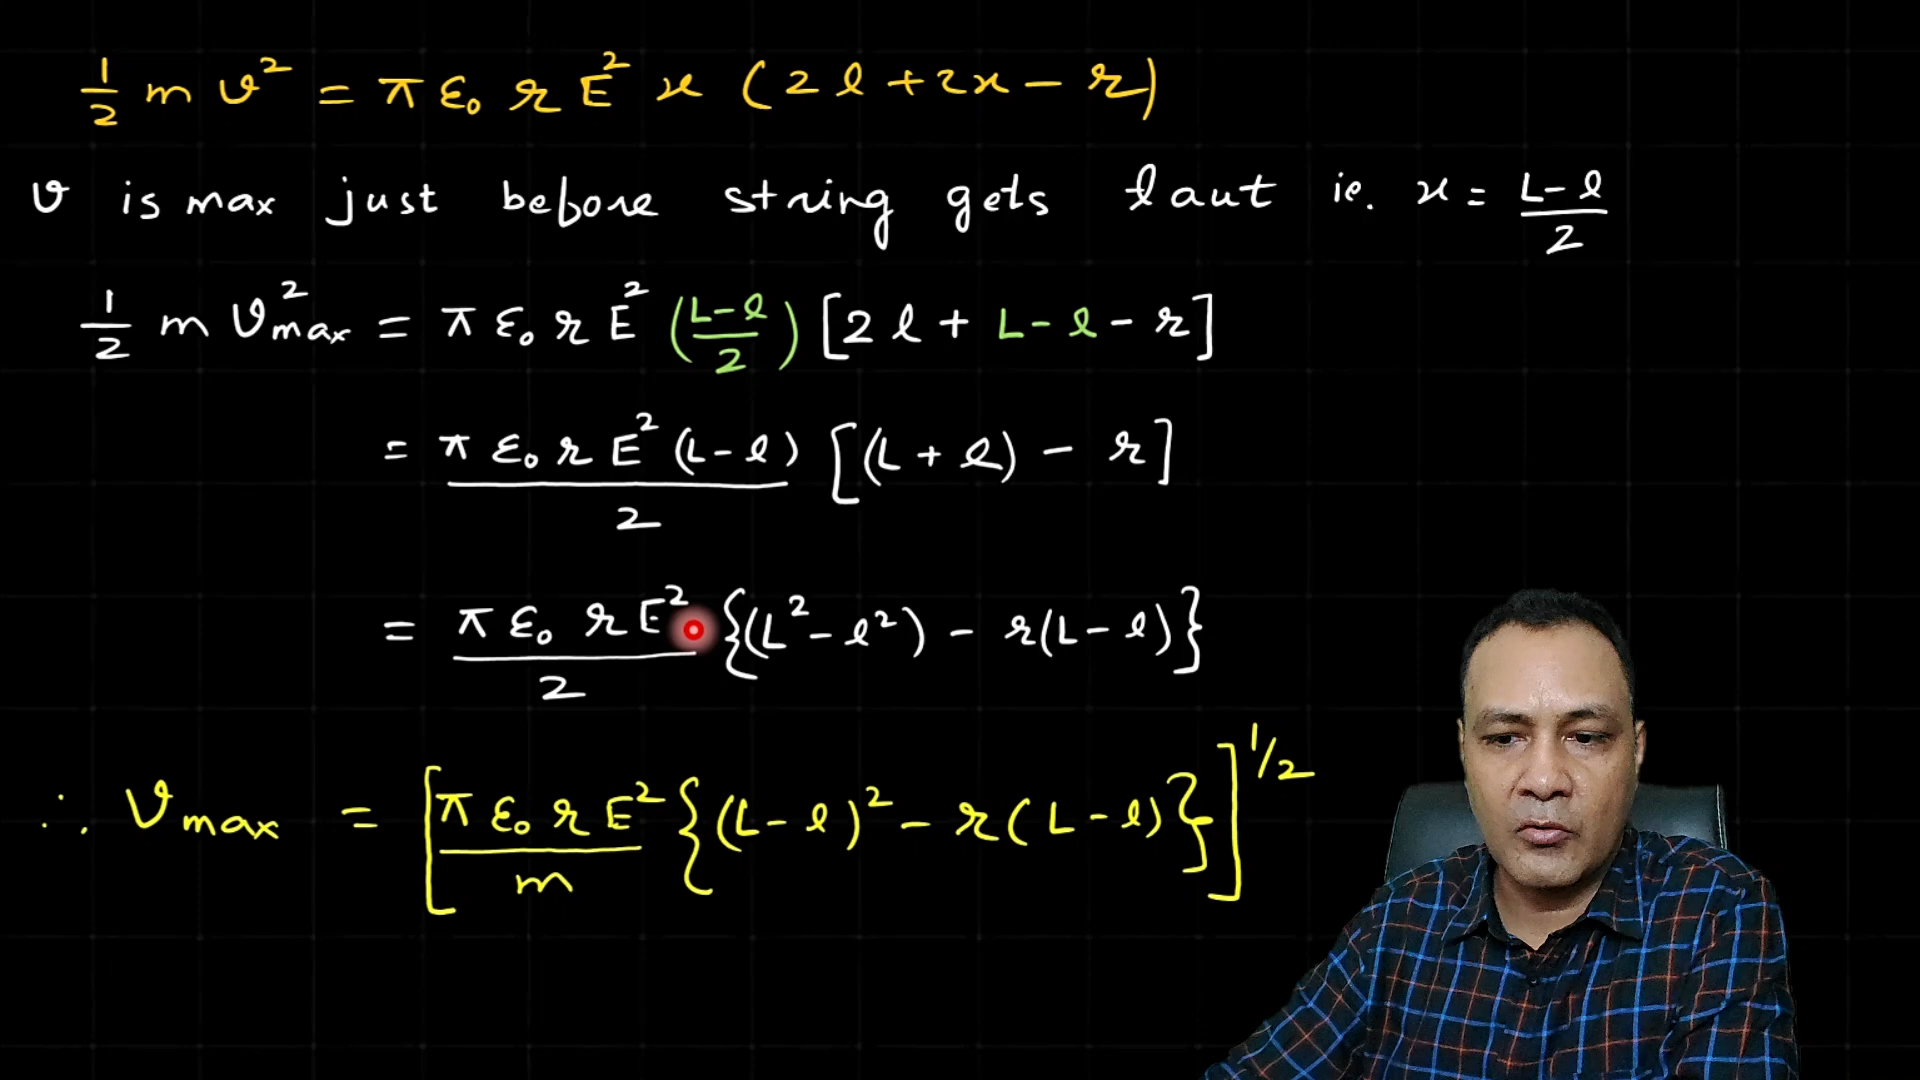 ½ m v² = π ε₀ r E² x (2l + 2x − r)
v is max just before string gets taut ie. x = (L−l)/2
½ m v²max = π ε₀ r E² ((L−l)/2) [2l + L−l − r]
= π ε₀ r E² (L−l)/2 [(L+l) − r]
= π ε₀ r E²/2 {(L²−l²) − r(L−l)}
∴ vmax = [π ε₀ r E²/m {(L−l)² − r(L−l)}]^1/2